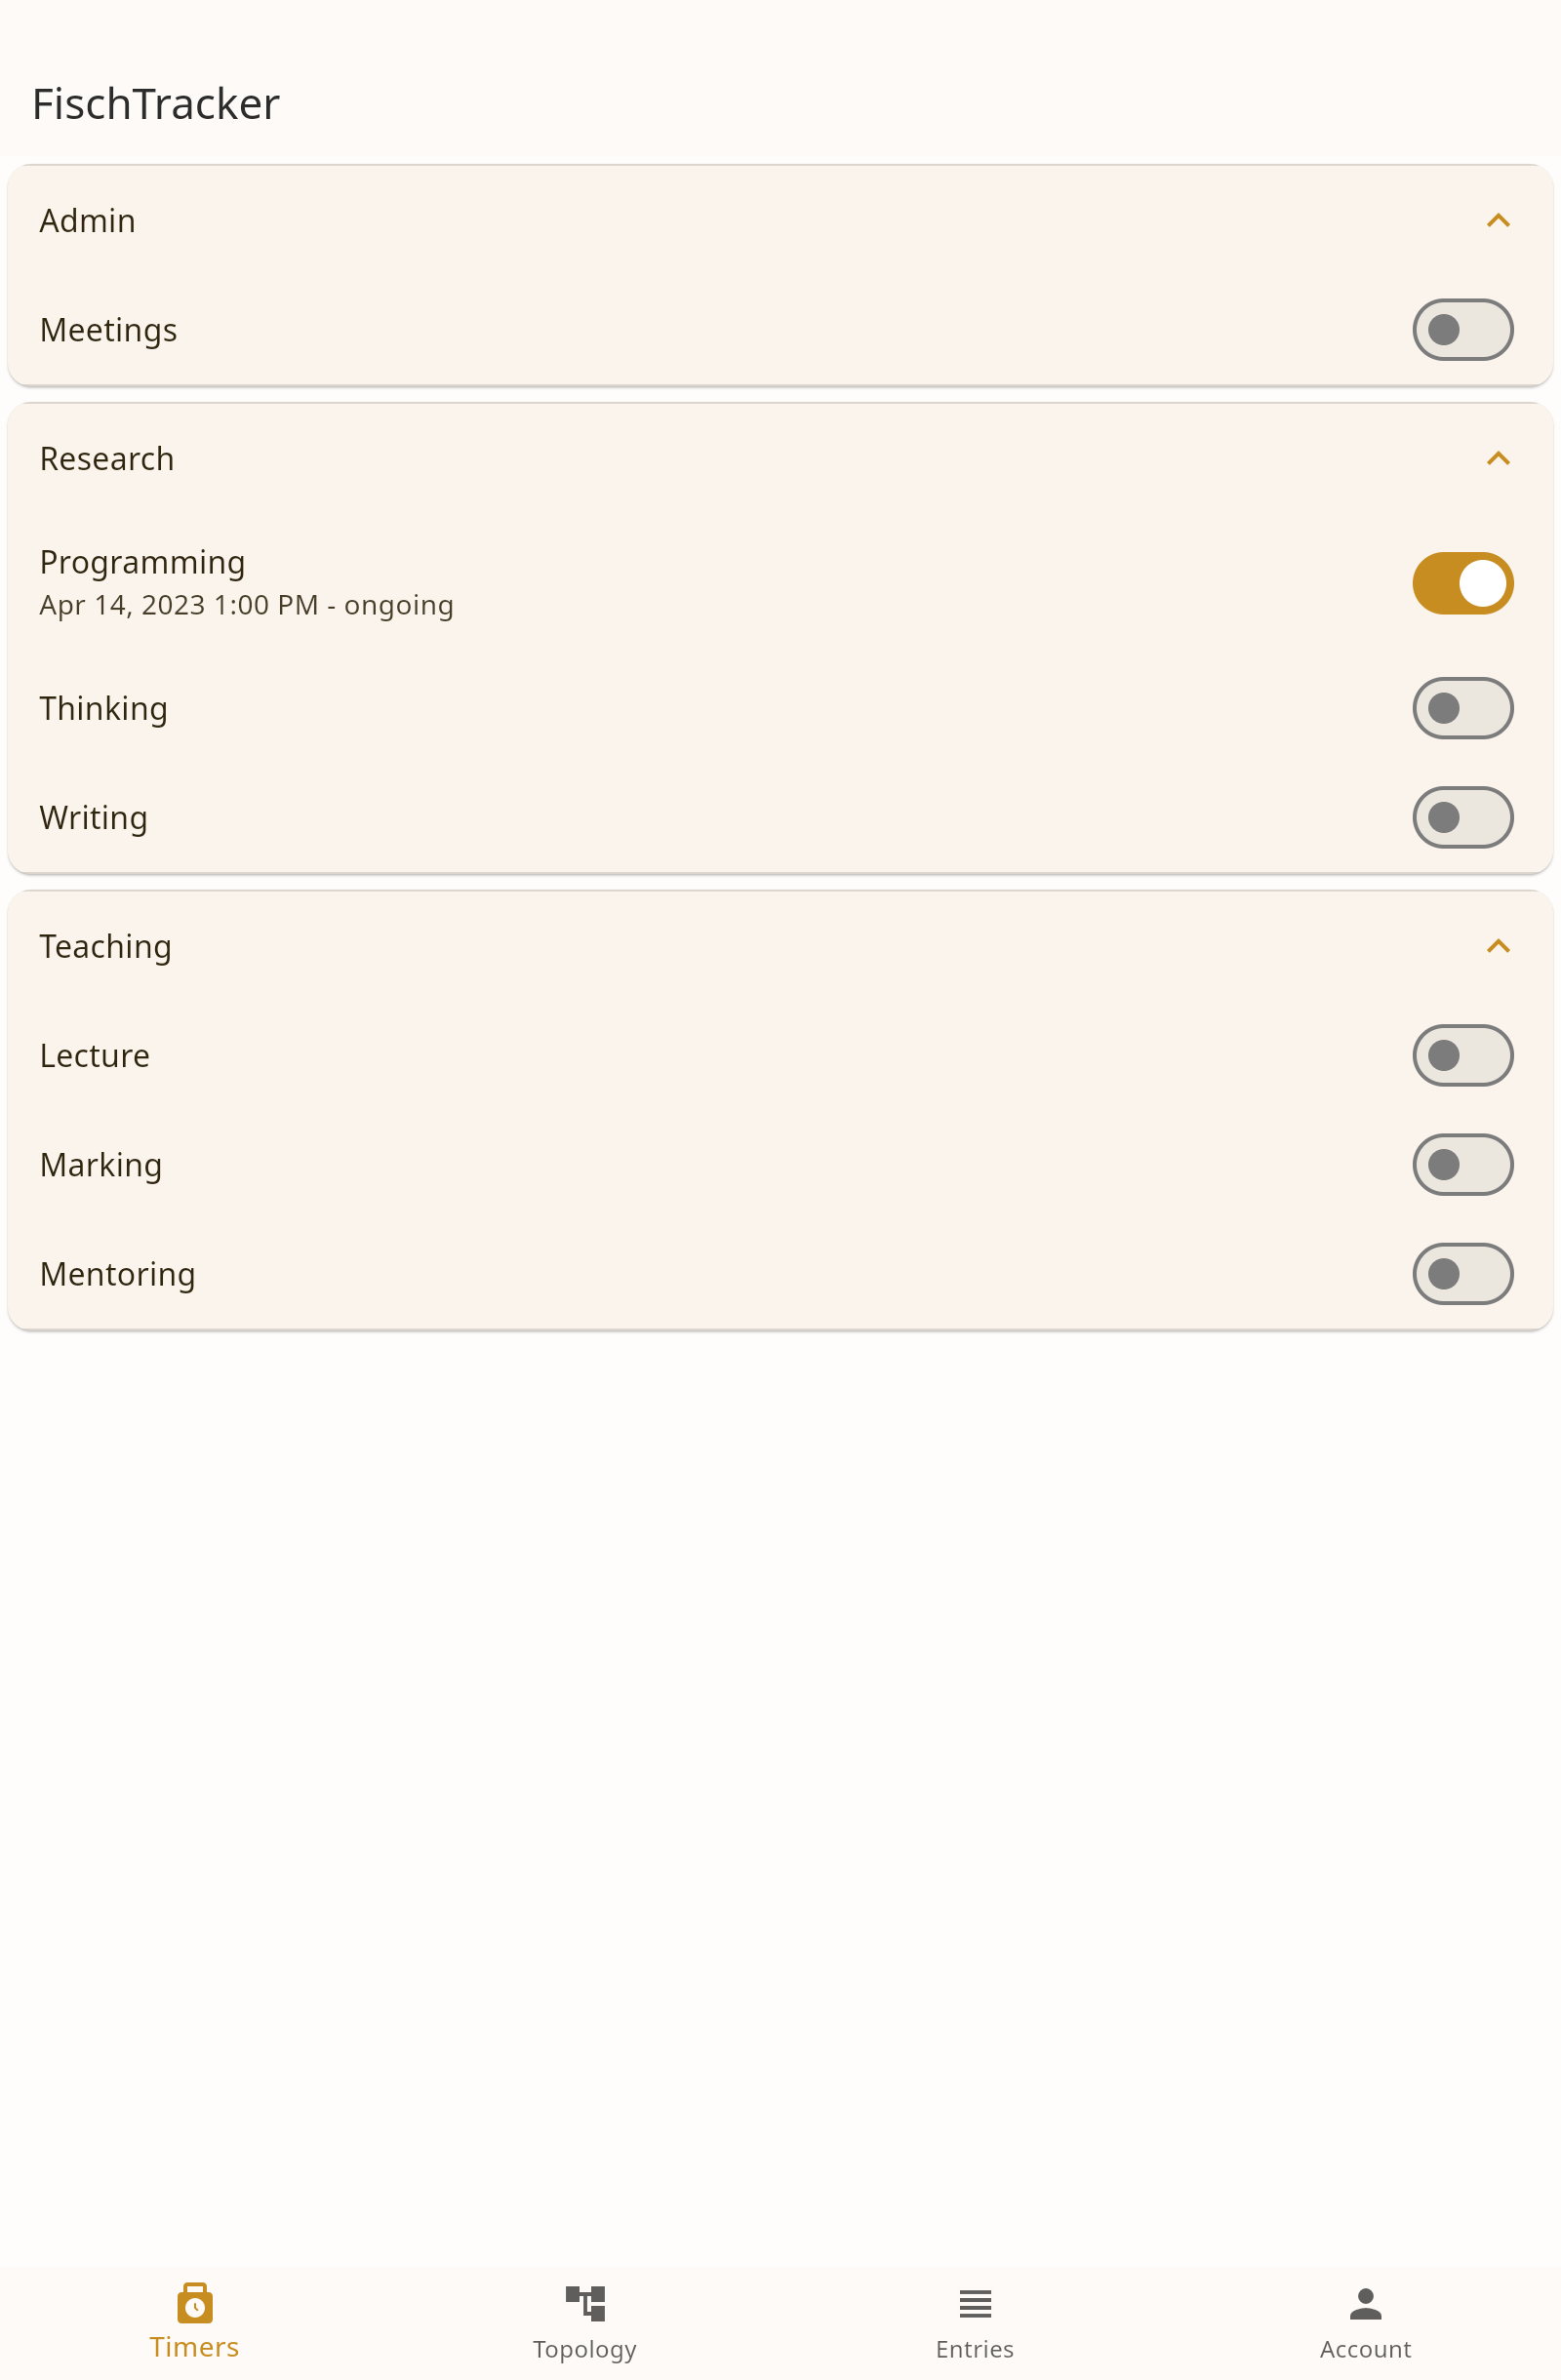 FischTracker
Admin
Meetings
Research
Programming
Apr 14, 2023 1:00 PM - ongoing
Thinking
Writing
Teaching
Lecture
Marking
Mentoring
Timers
Topology
Entries
Account